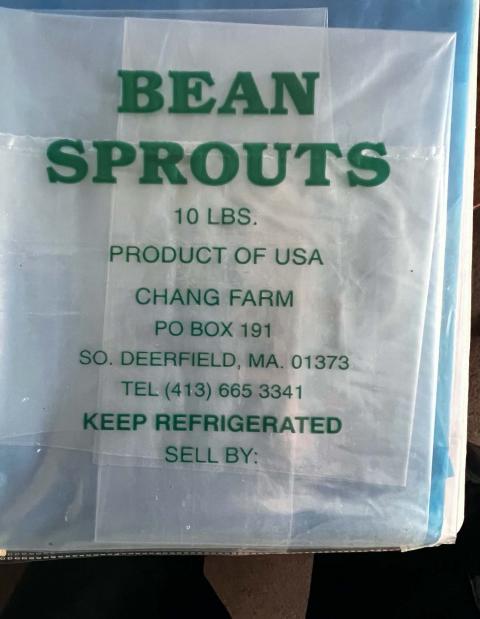 BEAN
SPROUTS
10 LBS.
PRODUCT OF USA
CHANG FARM
PO BOX 191
SO. DEERFIELD, MA. 01373
TEL (413) 665 3341
KEEP REFRIGERATED
SELL BY: